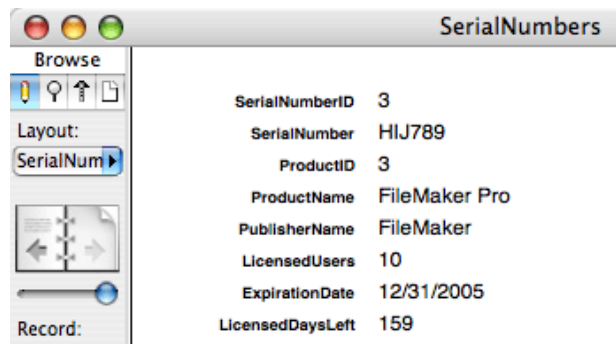 SerialNumbers
Browse
Layout:
SerialNum
Record:
SerialNumberID 3
SerialNumber HIJ789
ProductID 3
ProductName FileMaker Pro
PublisherName FileMaker
LicensedUsers 10
ExpirationDate 12/31/2005
LicensedDaysLeft 159